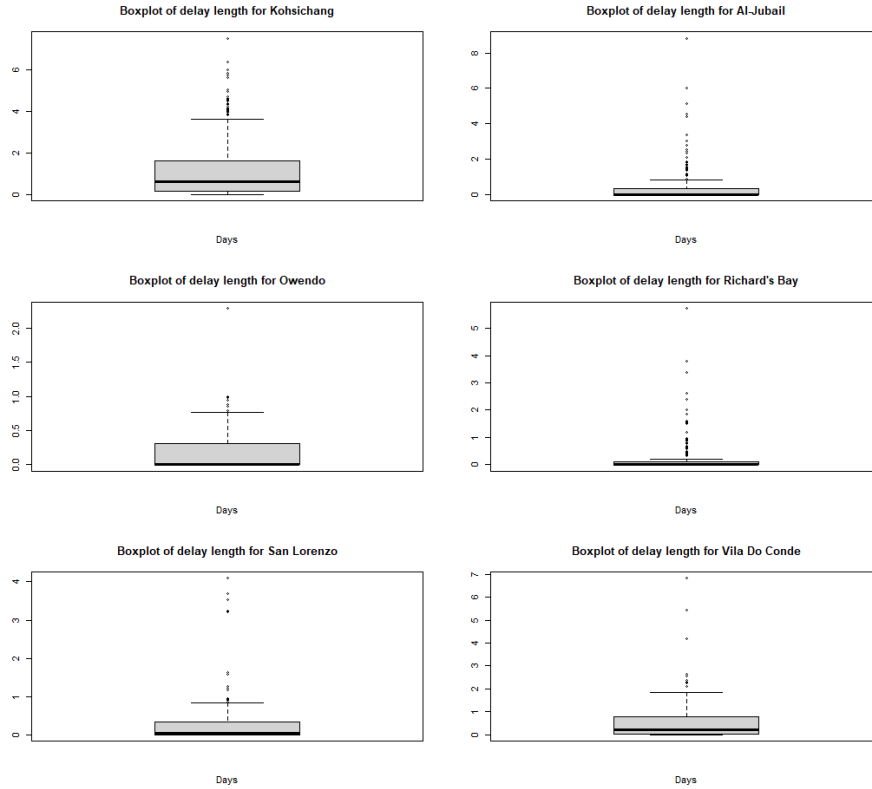 Boxplot of delay length for Kohsichang
0 2 4 6
Days
Boxplot of delay length for Al-Jubail
0 2 4 6 8
Days
Boxplot of delay length for Owendo
0.0 0.5 1.0 1.5 2.0
Days
Boxplot of delay length for Richard's Bay
0 1 2 3 4 5
Days
Boxplot of delay length for San Lorenzo
0 1 2 3 4
Days
Boxplot of delay length for Vila Do Conde
0 1 2 3 4 5 6 7
Days